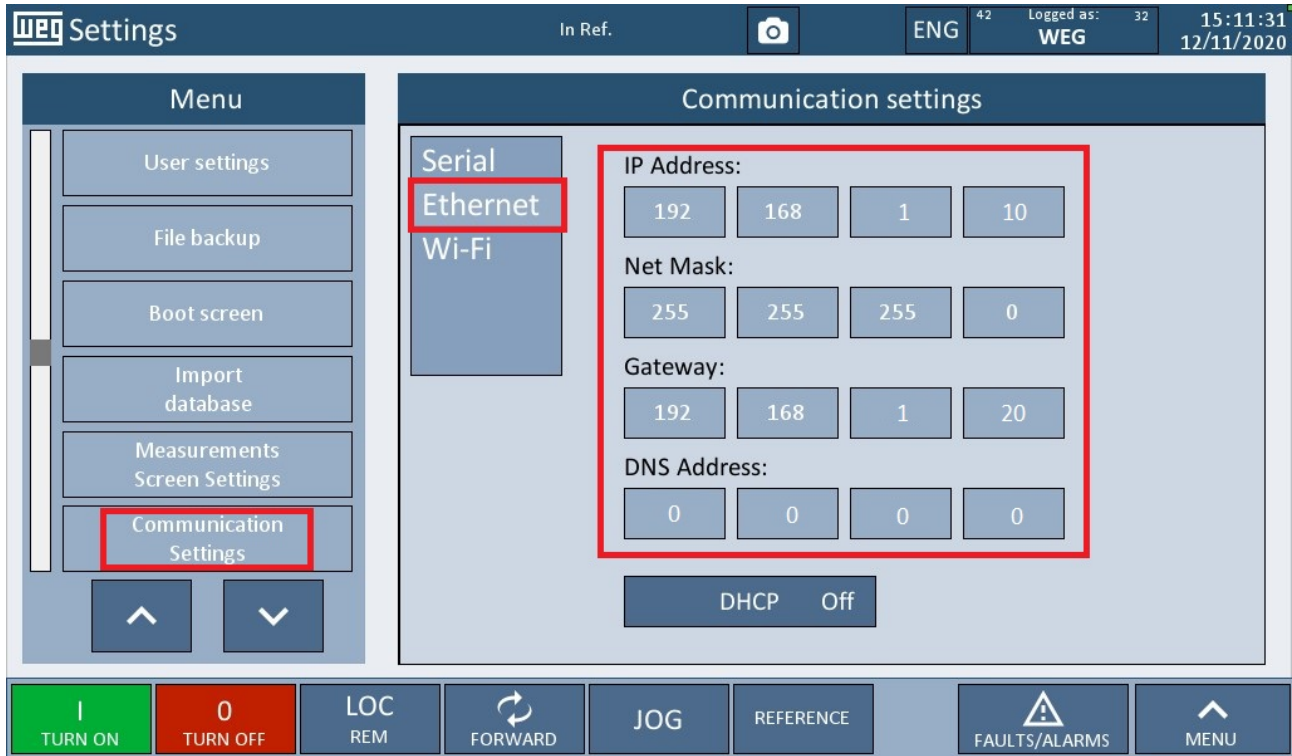 WEG Settings
In Ref.
ENG
42 Logged as: 32
WEG
15:11:31
12/11/2020
Menu
User settings
File backup
Boot screen
Import
database
Measurements
Screen Settings
Communication
Settings
Communication settings
Serial
Ethernet
Wi-Fi
IP Address:
192 168 1 10
Net Mask:
255 255 255 0
Gateway:
192 168 1 20
DNS Address:
0 0 0 0
DHCP Off
I
TURN ON
0
TURN OFF
LOC
REM
FORWARD
JOG
REFERENCE
FAULTS/ALARMS
MENU